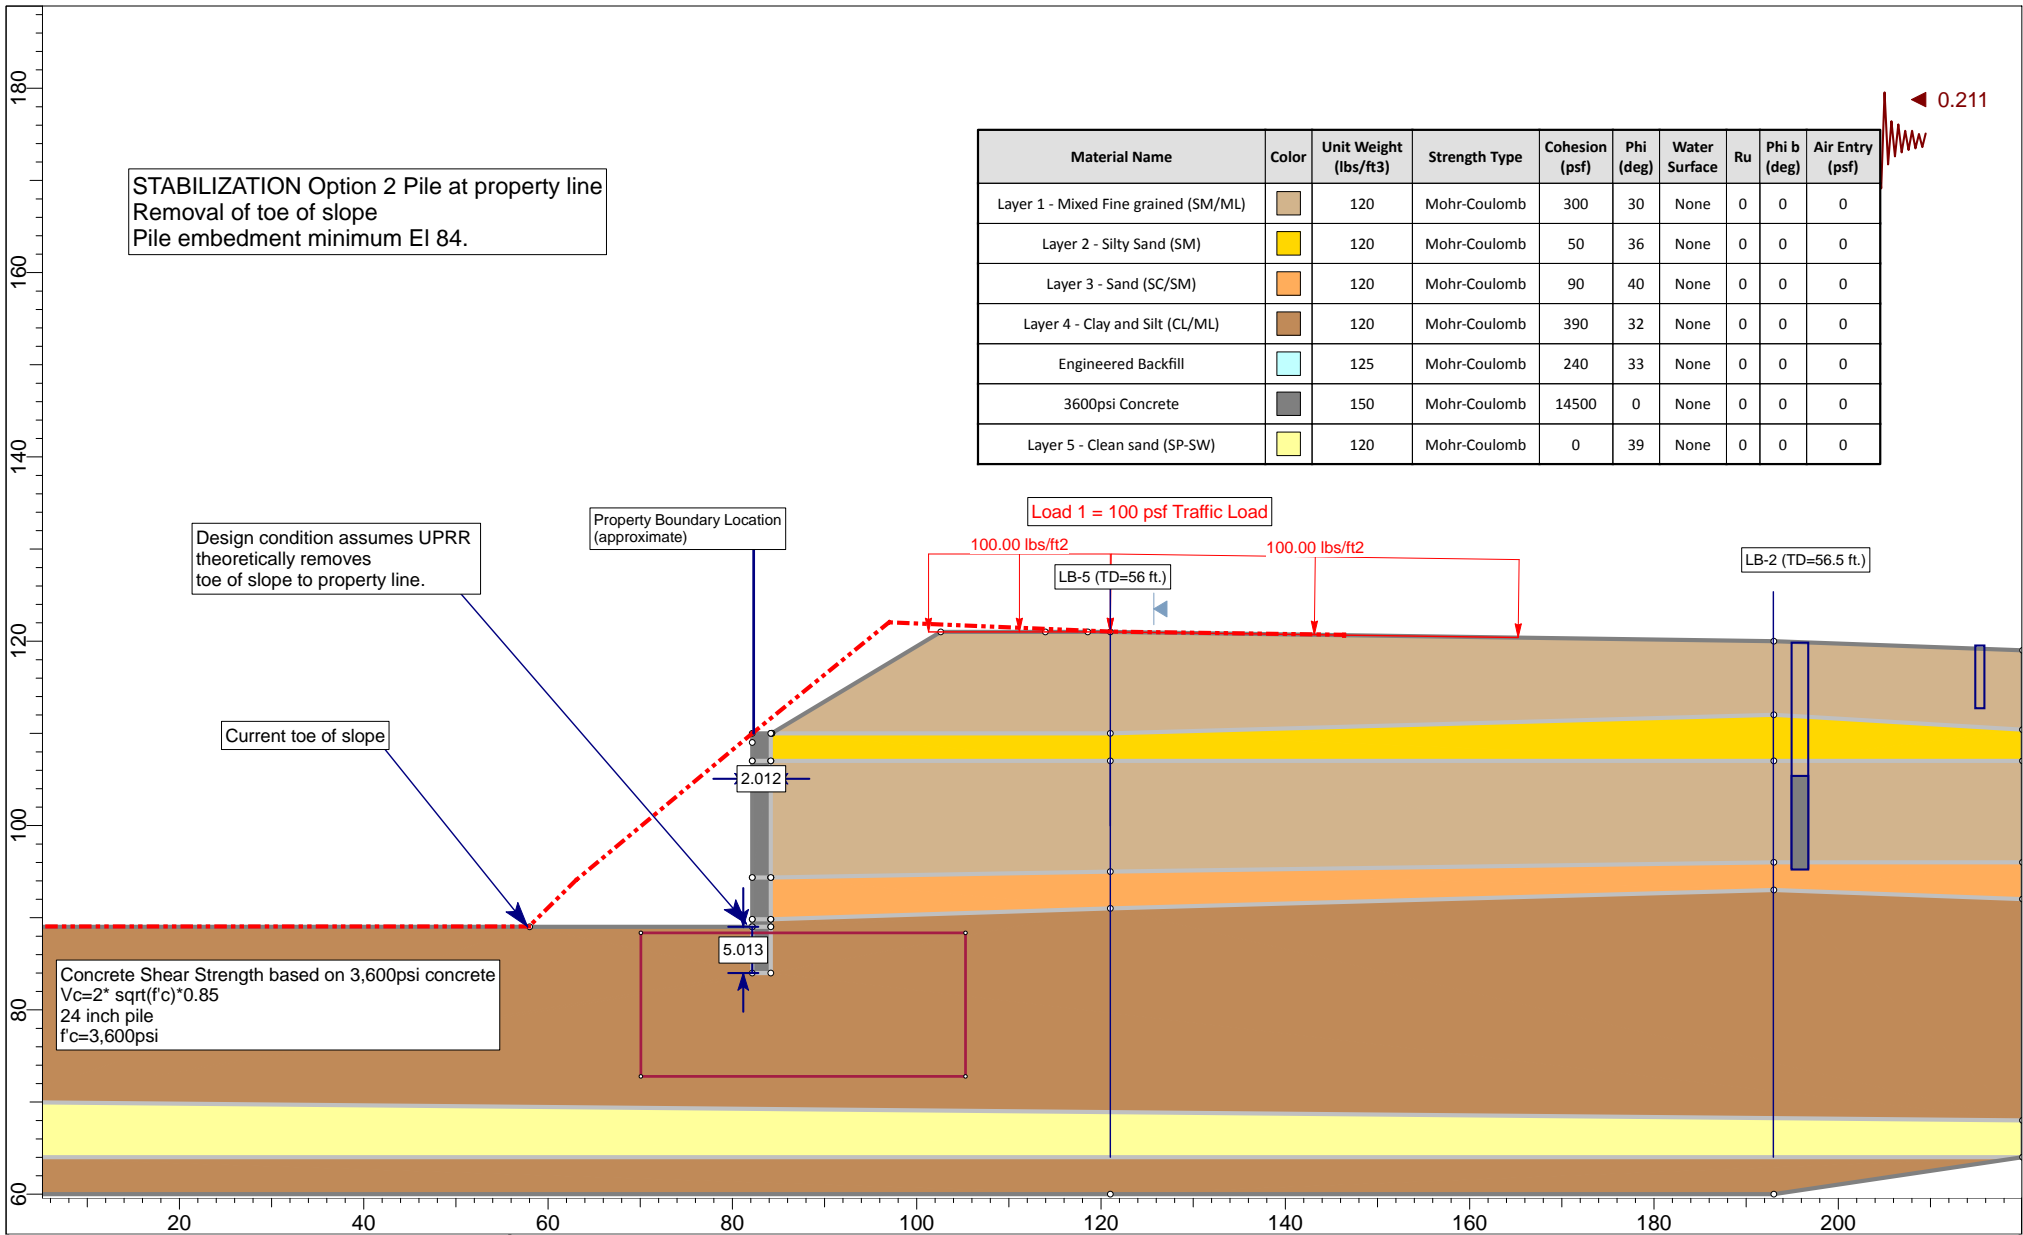 180
160
140
120
100
80
60
20
40
60
80
100
120
140
160
180
200
0.211
STABILIZATION Option 2 Pile at property line
Removal of toe of slope
Pile embedment minimum El 84.
Material Name Color Unit Weight (lbs/ft3) Strength Type Cohesion (psf) Phi (deg) Water Surface Ru Phi b (deg) Air Entry (psf)
Layer 1 - Mixed Fine grained (SM/ML) 120 Mohr-Coulomb 300 30 None 0 0 0
Layer 2 - Silty Sand (SM) 120 Mohr-Coulomb 50 36 None 0 0 0
Layer 3 - Sand (SC/SM) 120 Mohr-Coulomb 90 40 None 0 0 0
Layer 4 - Clay and Silt (CL/ML) 120 Mohr-Coulomb 390 32 None 0 0 0
Engineered Backfill 125 Mohr-Coulomb 240 33 None 0 0 0
3600psi Concrete 150 Mohr-Coulomb 14500 0 None 0 0 0
Layer 5 - Clean sand (SP-SW) 120 Mohr-Coulomb 0 39 None 0 0 0
Load 1 = 100 psf Traffic Load
100.00 lbs/ft2
100.00 lbs/ft2
Property Boundary Location
(approximate)
Design condition assumes UPRR
theoretically removes
toe of slope to property line.
LB-5 (TD=56 ft.)
LB-2 (TD=56.5 ft.)
Current toe of slope
2.012
5.013
Concrete Shear Strength based on 3,600psi concrete
Vc=2* sqrt(f'c)*0.85
24 inch pile
f'c=3,600psi